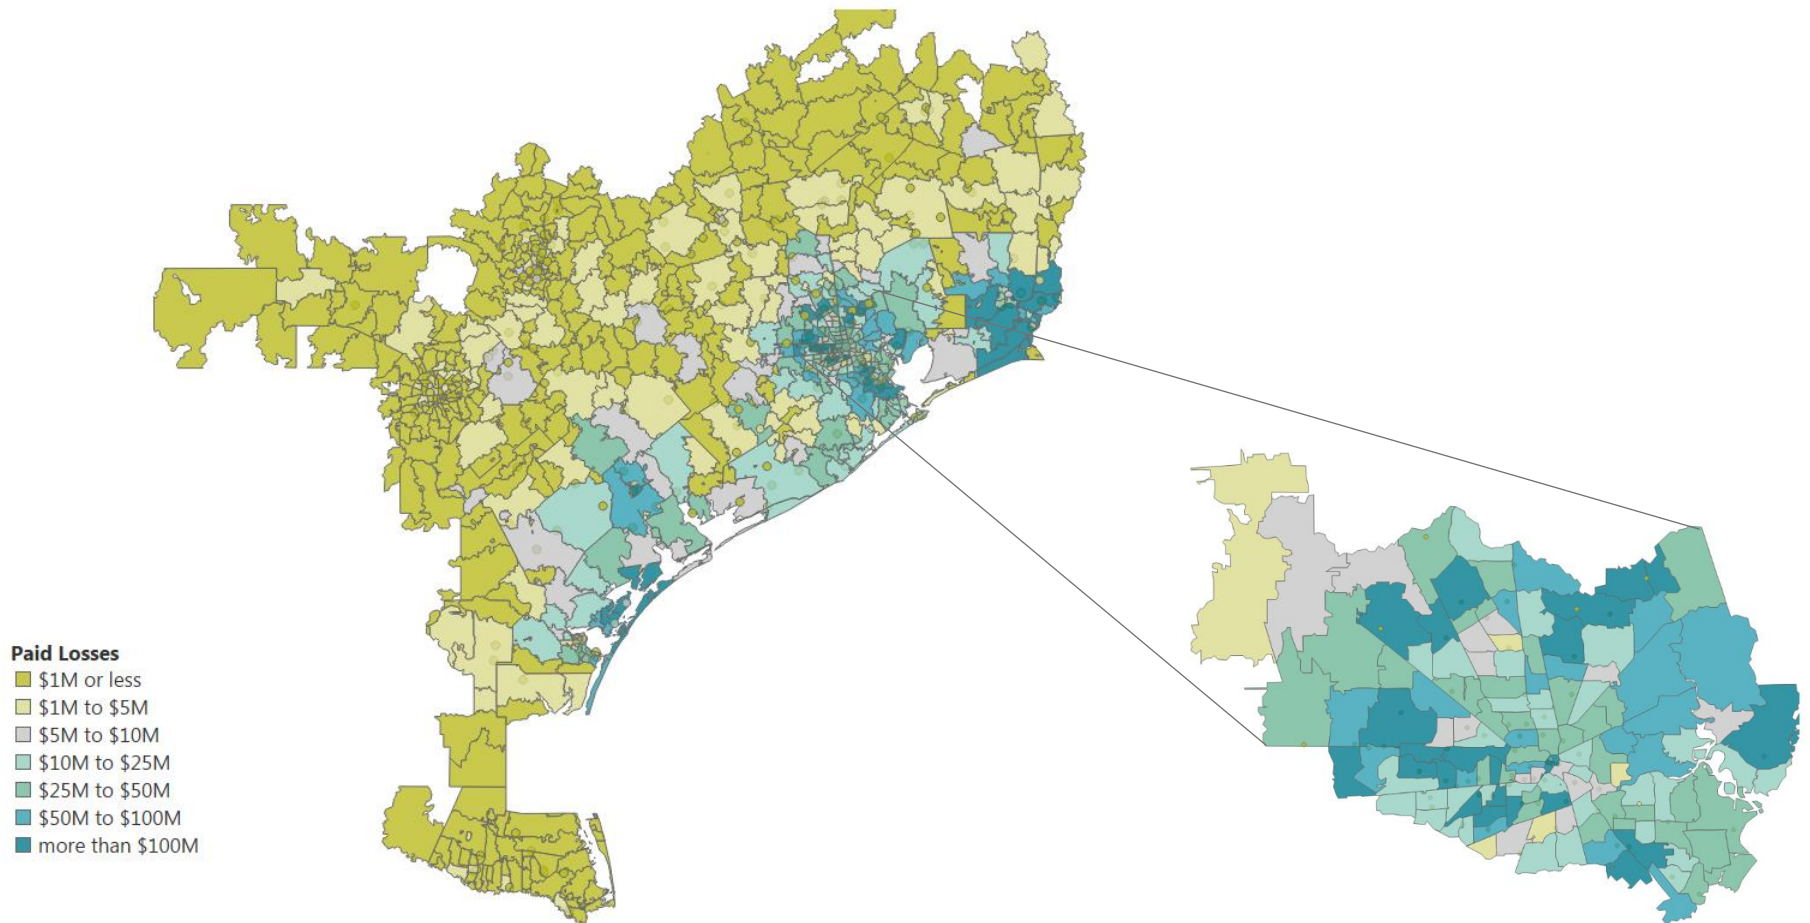 Paid Losses
$1M or less
$1M to $5M
$5M to $10M
$10M to $25M
$25M to $50M
$50M to $100M
more than $100M